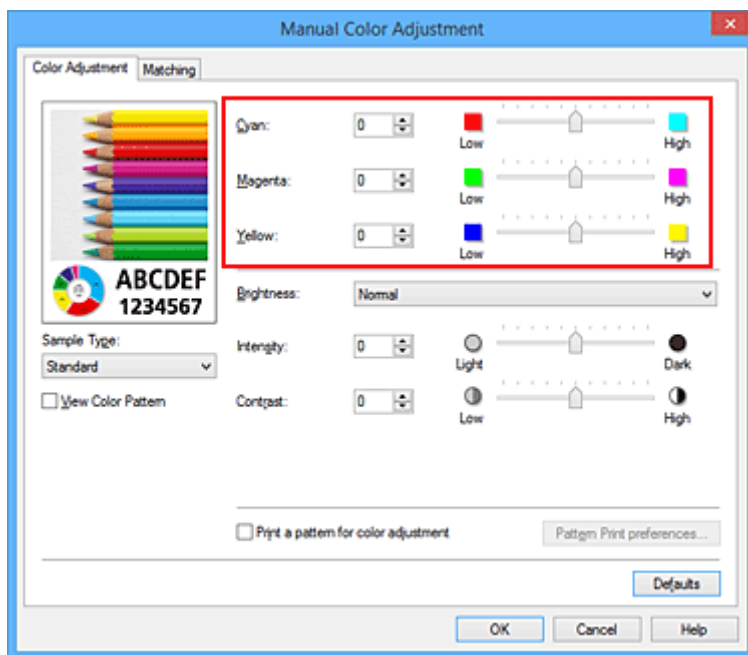 Manual Color Adjustment
Color Adjustment Matching
Cyan: 0 Low High
Magenta: 0 Low High
Yellow: 0 Low High
ABCDEF
1234567
Brightness: Normal
Sample Type:
Standard
Intensity: 0 Light Dark
View Color Pattern
Contrast: 0 Low High
Print a pattern for color adjustment Pattern Print preferences...
Defaults
OK Cancel Help